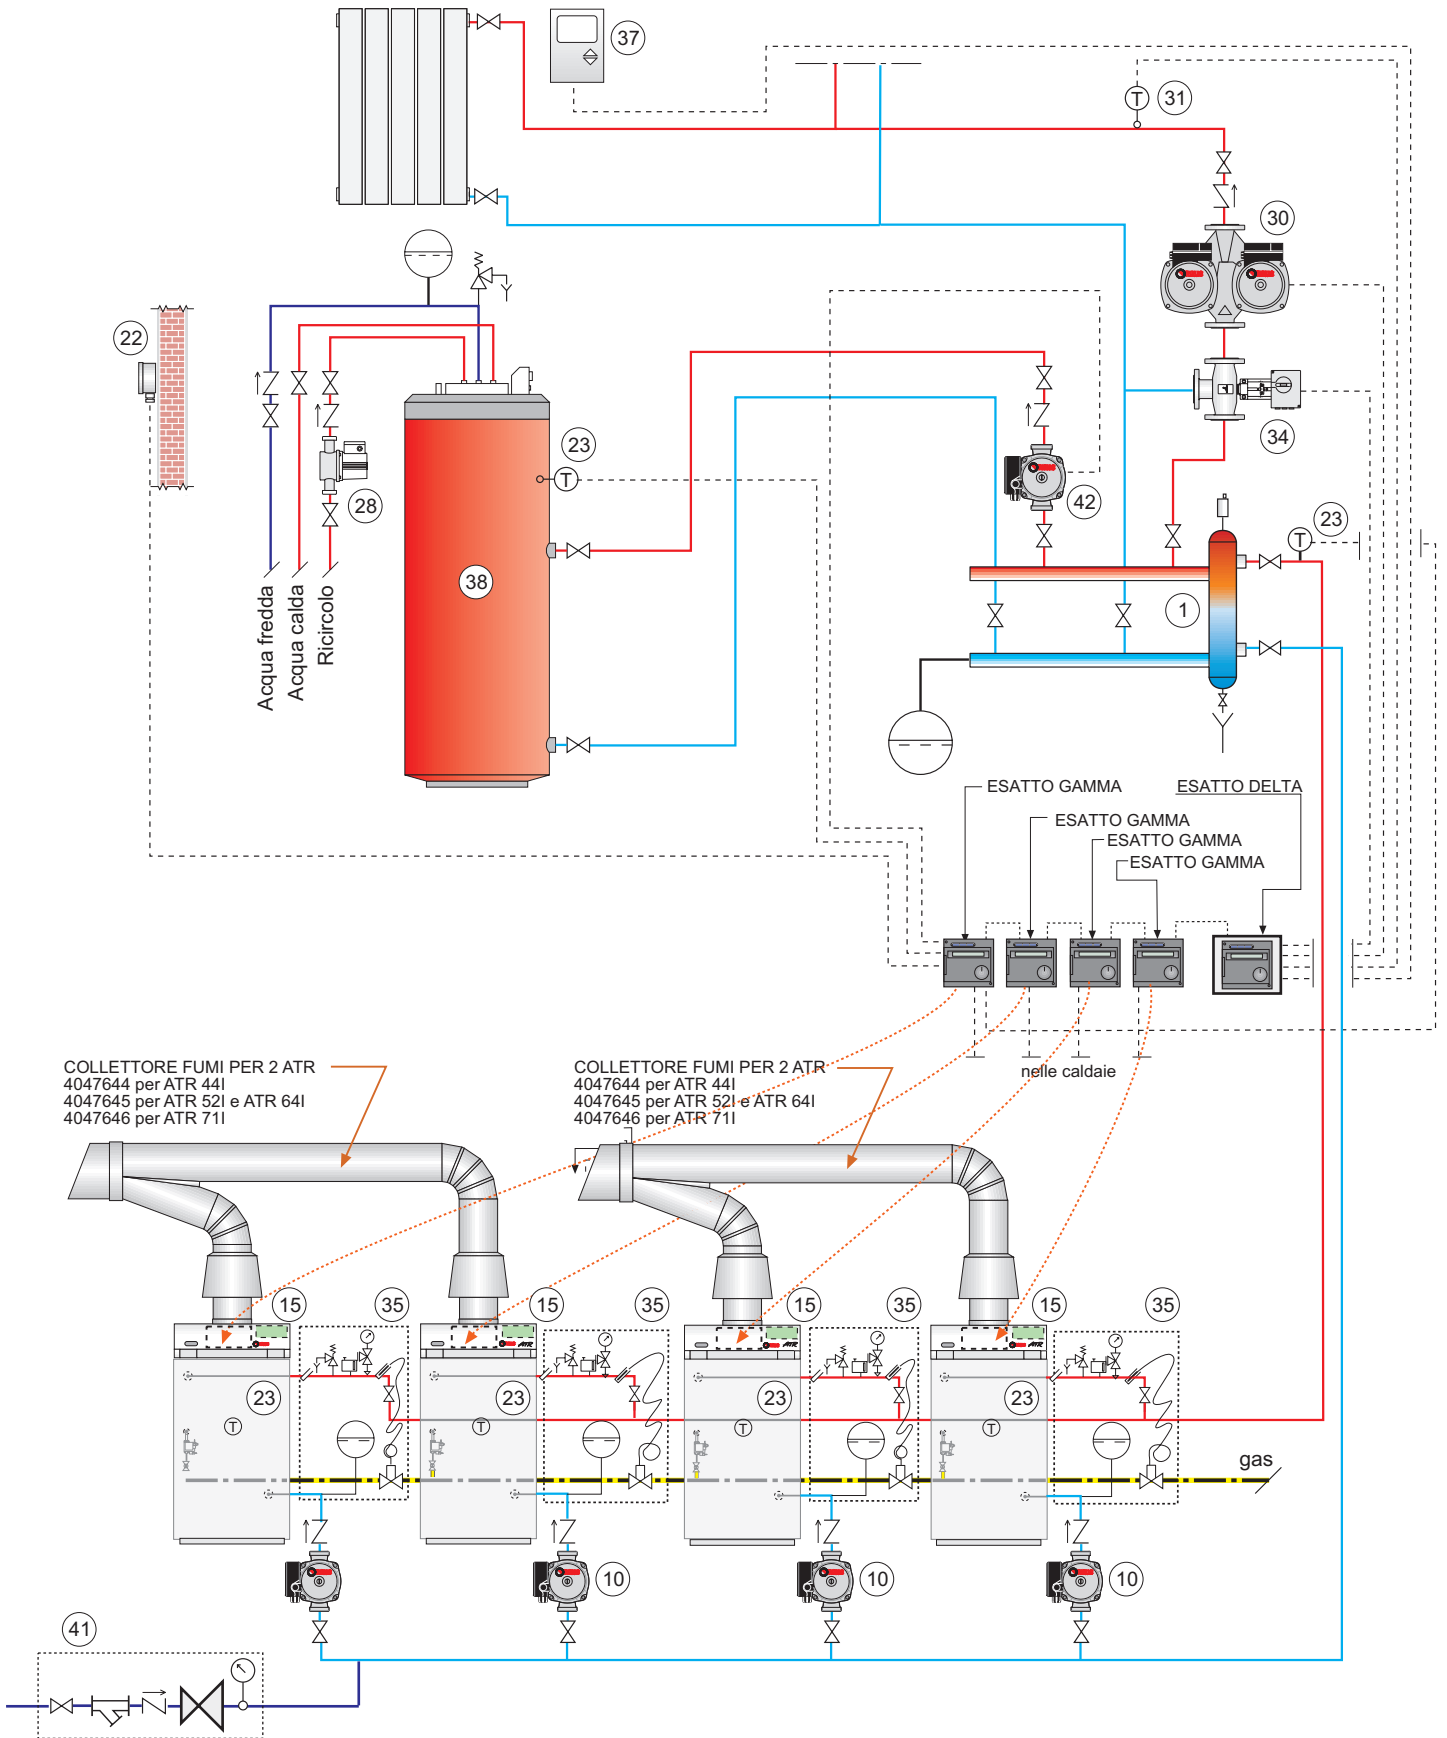 37
T
31
30
22
23
T
34
28
42
23
T
38
1
Acqua fredda
Acqua calda
Ricircolo
ESATTO GAMMA
ESATTO DELTA
ESATTO GAMMA
ESATTO GAMMA
ESATTO GAMMA
COLLETTORE FUMI PER 2 ATR
4047644 per ATR 44I
4047645 per ATR 52I e ATR 64I
4047646 per ATR 71I
COLLETTORE FUMI PER 2 ATR
4047644 per ATR 44I
4047645 per ATR 52I e ATR 64I
4047646 per ATR 71I
nelle caldaie
15
35
15
35
15
35
15
35
ATR
ATR
ATR
ATR
23
T
23
T
23
T
23
T
gas
10
10
10
41